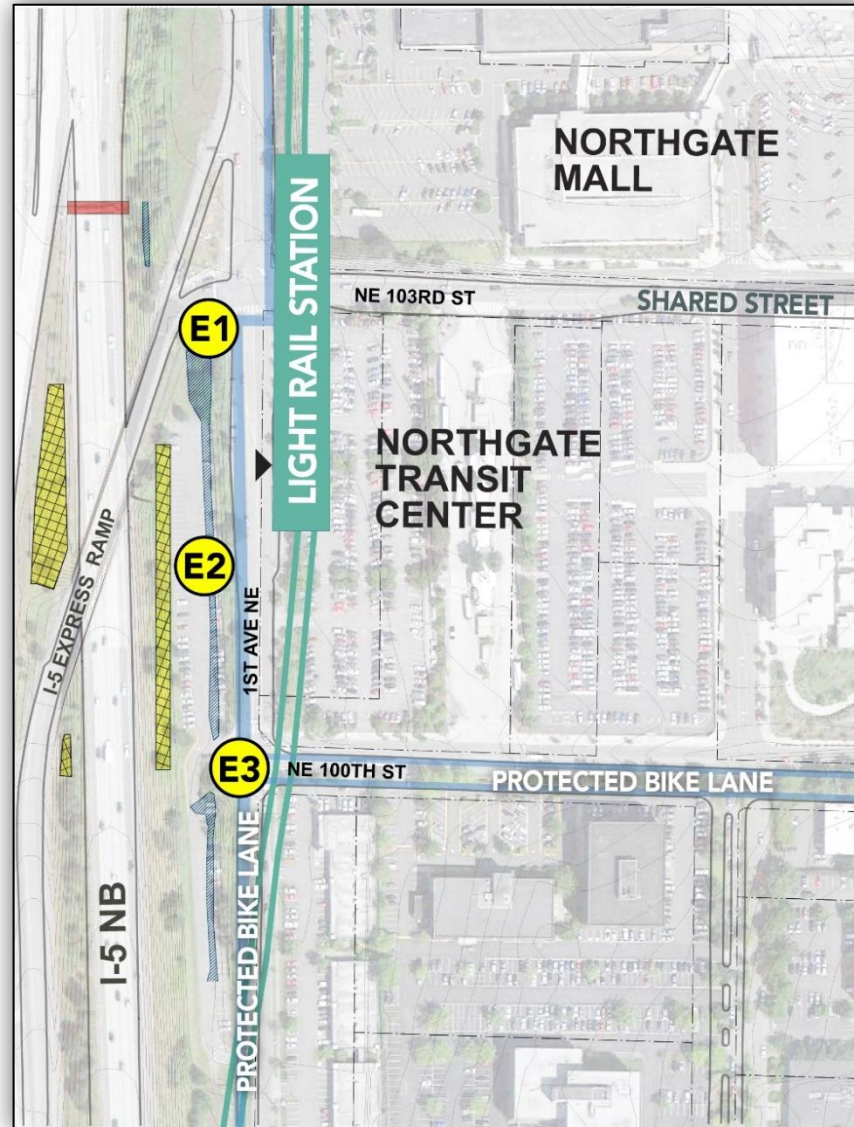 NORTHGATE
MALL
LIGHT RAIL STATION
NE 103RD ST
SHARED STREET
E1
NORTHGATE
TRANSIT
CENTER
I-5 EXPRESS RAMP
E2
1ST AVE NE
E3
NE 100TH ST
PROTECTED BIKE LANE
I-5 NB
PROTECTED BIKE LANE